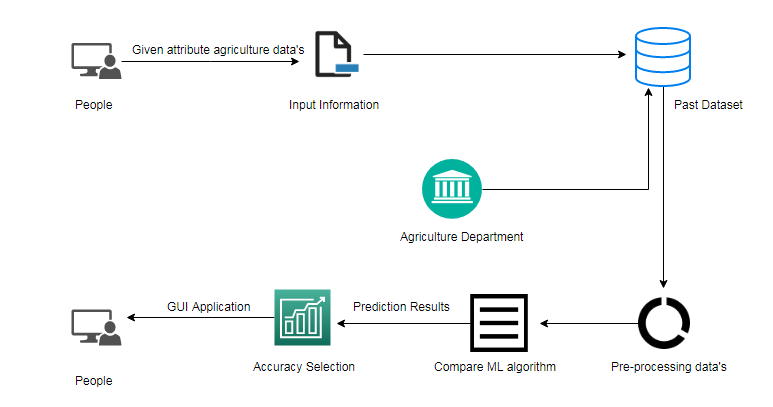 Given attribute agriculture data's
People
Input Information
Past Dataset
Agriculture Department
GUI Application
Prediction Results
Accuracy Selection
Compare ML algorithm
Pre-processing data's
People